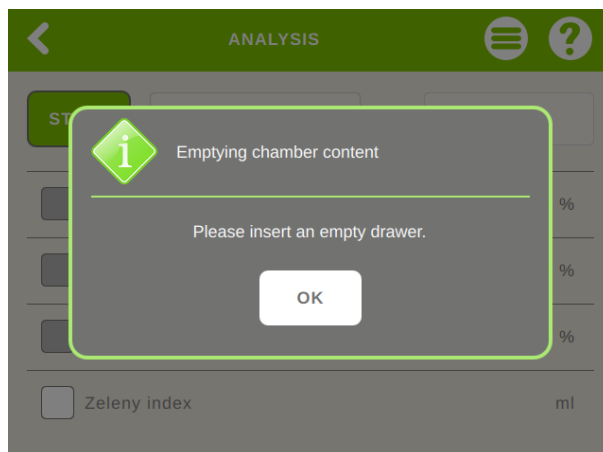 ANALYSIS
?
ST
i
Emptying chamber content
%
Please insert an empty drawer.
%
OK
%
Zeleny index ml